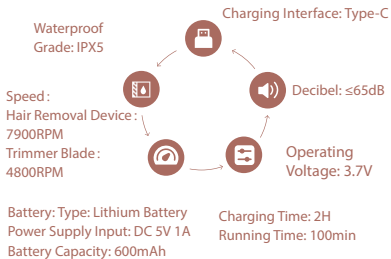 Charging Interface: Type-C
Waterproof
Grade: IPX5
Decibel: ≤65dB
Speed :
Hair Removal Device :
7900RPM
Trimmer Blade :
4800RPM
Operating
Voltage: 3.7V
Battery: Type: Lithium Battery
Power Supply Input: DC 5V 1A
Battery Capacity: 600mAh
Charging Time: 2H
Running Time: 100min